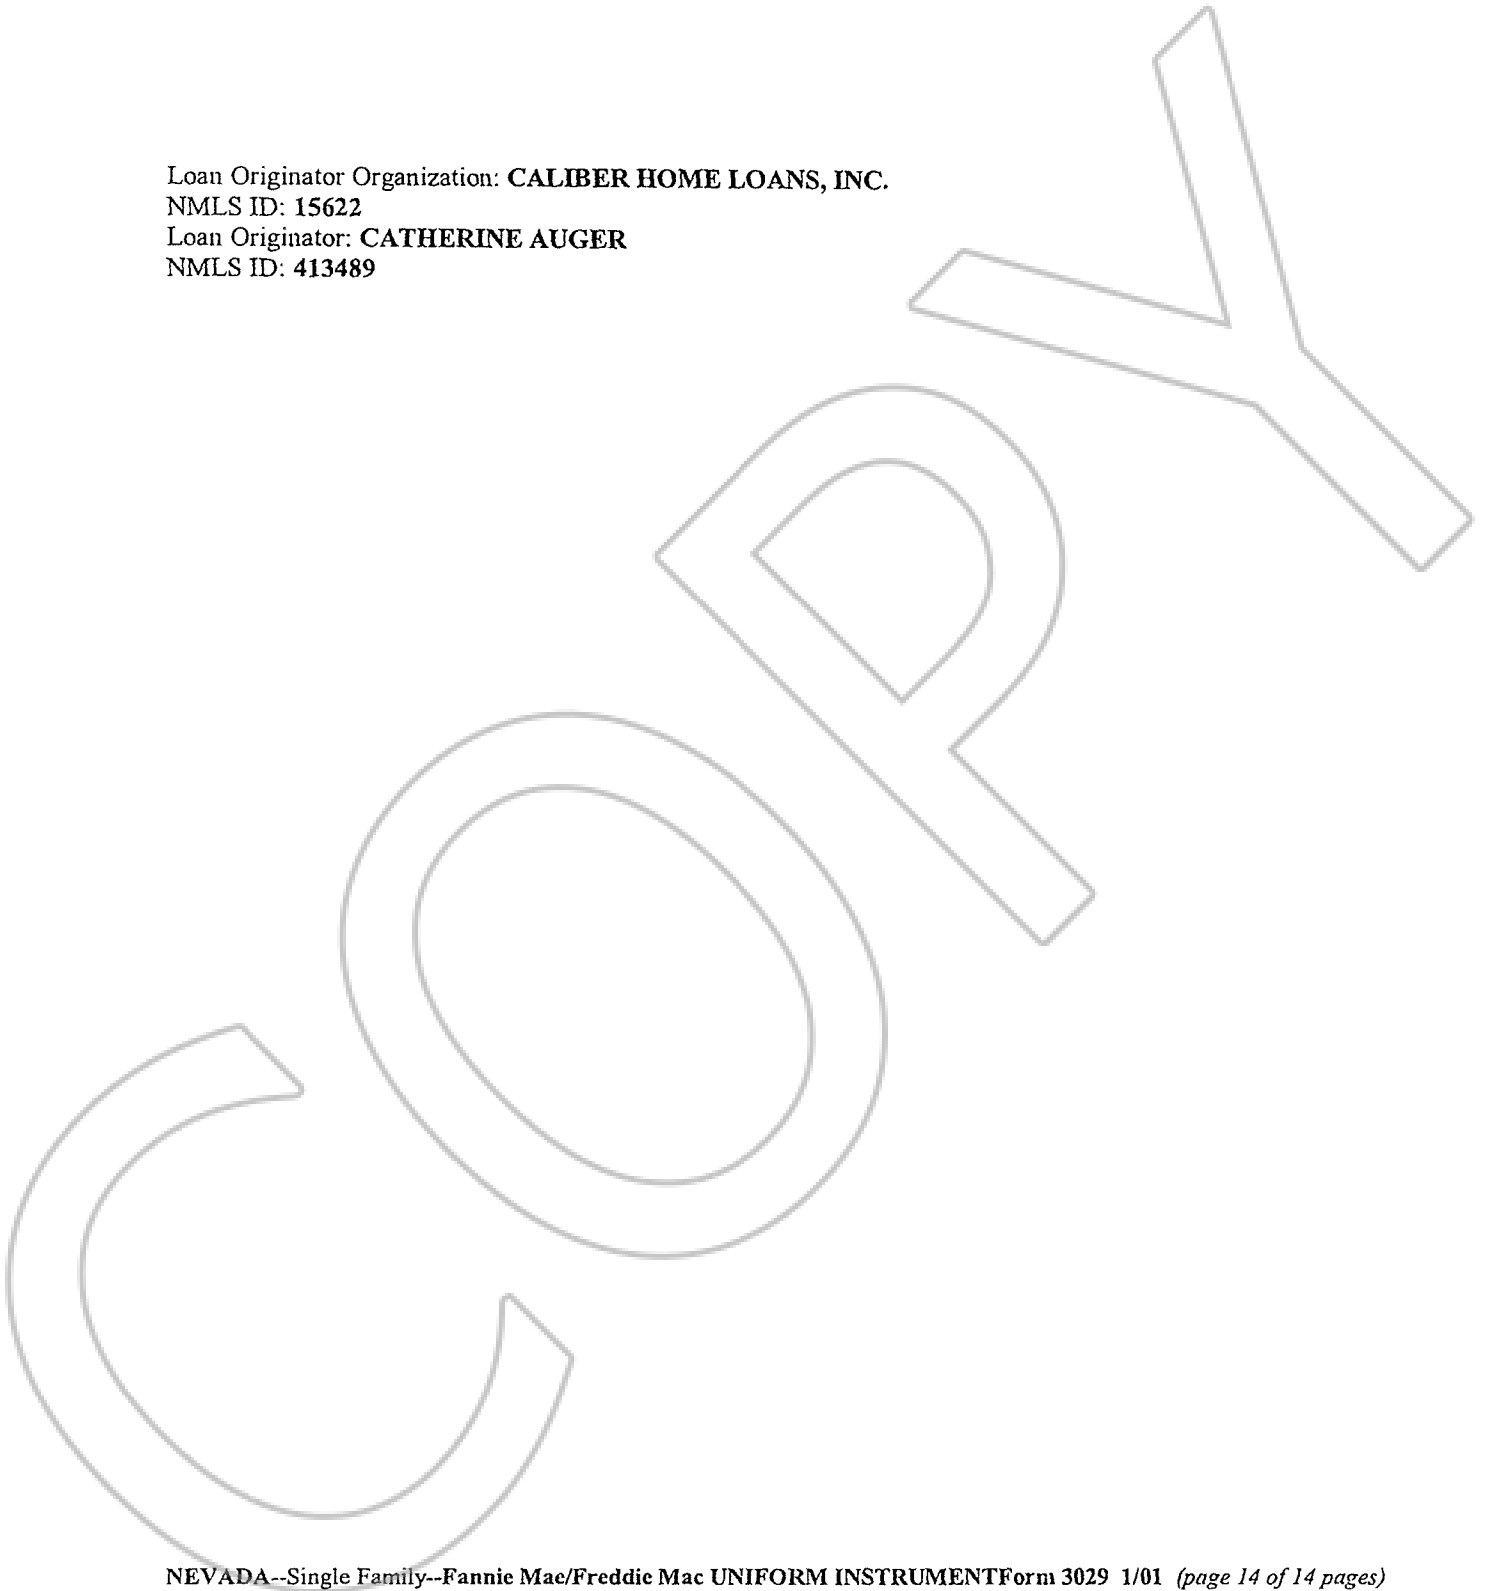 Loan Originator Organization: CALIBER HOME LOANS, INC.
NMLS ID: 15622
Loan Originator: CATHERINE AUGER
NMLS ID: 413489
COPY
NEVADA--Single Family--Fannie Mae/Freddie Mac UNIFORM INSTRUMENTForm 3029 1/01 (page 14 of 14 pages)